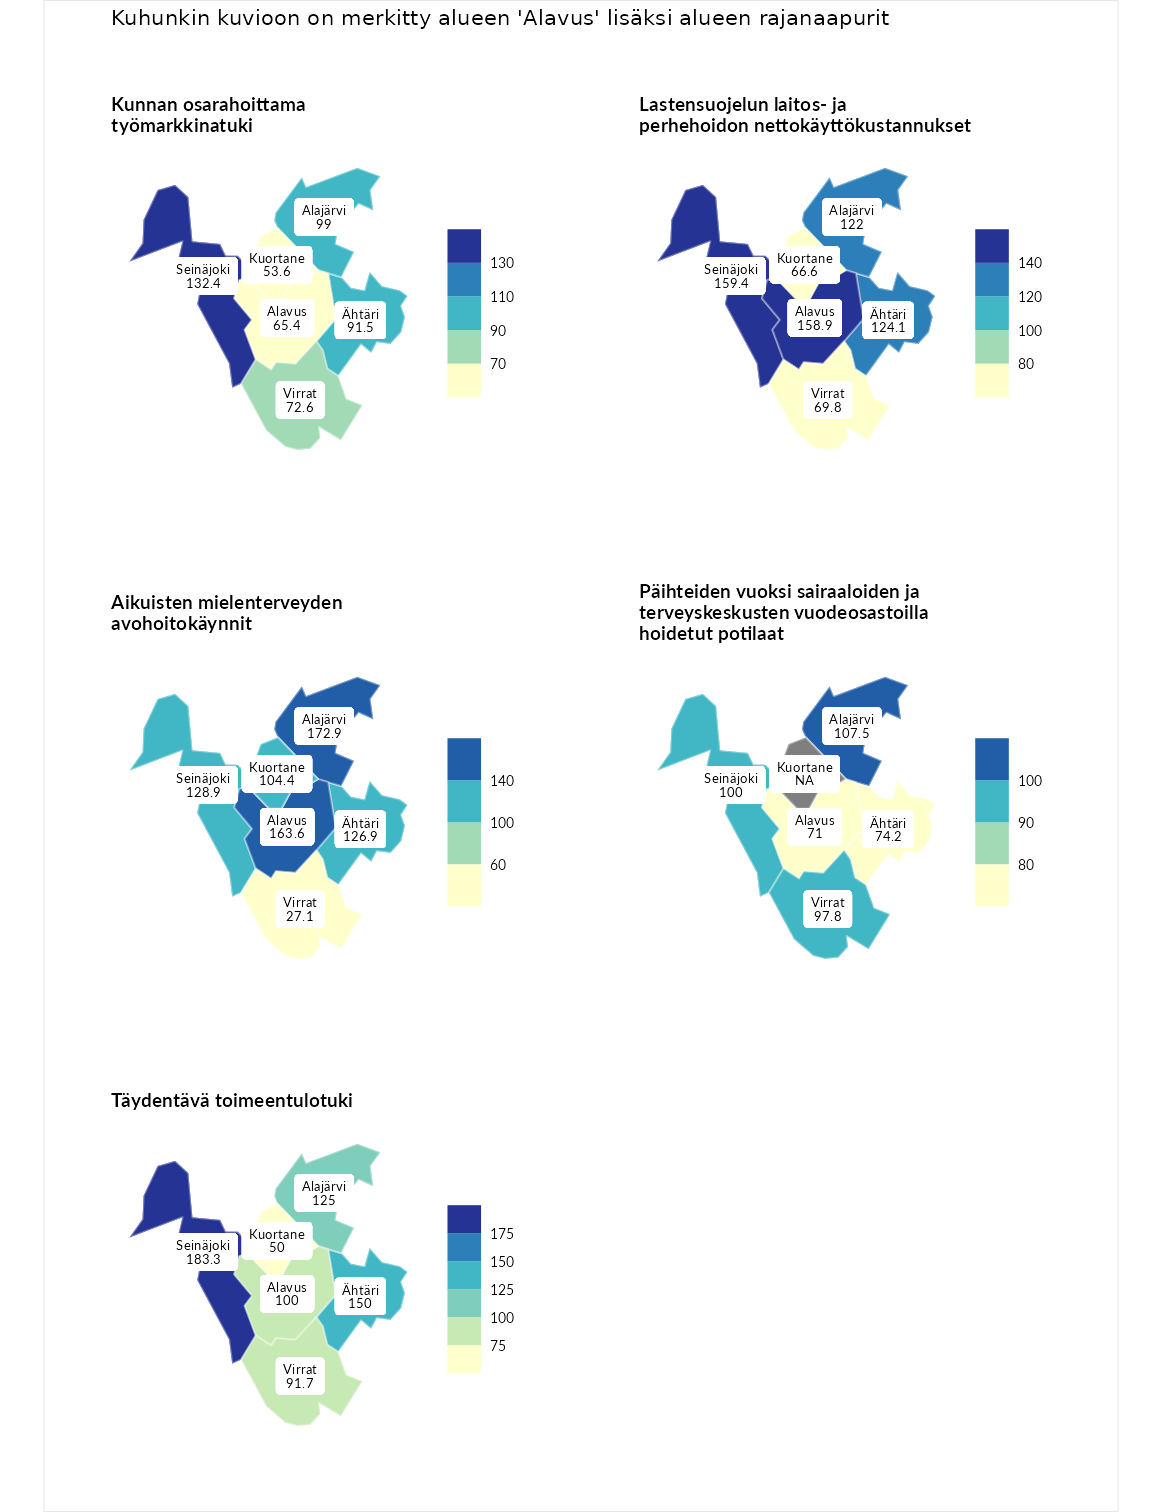 Kuhunkin kuvioon on merkitty alueen 'Alavus' lisäksi alueen rajanaapurit
Kunnan osarahoittama
työmarkkinatuki
Alajärvi
99
Kuortane
53.6
Seinäjoki
132.4
Alavus
65.4
Ähtäri
91.5
Virrat
72.6
130
110
90
70
Lastensuojelun laitos- ja
perhehoidon nettokäyttökustannukset
Alajärvi
122
Kuortane
66.6
Seinäjoki
159.4
Alavus
158.9
Ähtäri
124.1
Virrat
69.8
140
120
100
80
Aikuisten mielenterveyden
avohoitokäynnit
Alajärvi
172.9
Kuortane
104.4
Seinäjoki
128.9
Alavus
163.6
Ähtäri
126.9
Virrat
27.1
140
100
60
Päihteiden vuoksi sairaaloiden ja
terveyskeskusten vuodeosastoilla
hoidetut potilaat
Alajärvi
107.5
Kuortane
NA
Seinäjoki
100
Alavus
71
Ähtäri
74.2
Virrat
97.8
100
90
80
Täydentävä toimeentulotuki
Alajärvi
125
Kuortane
50
Seinäjoki
183.3
Alavus
100
Ähtäri
150
Virrat
91.7
175
150
125
100
75